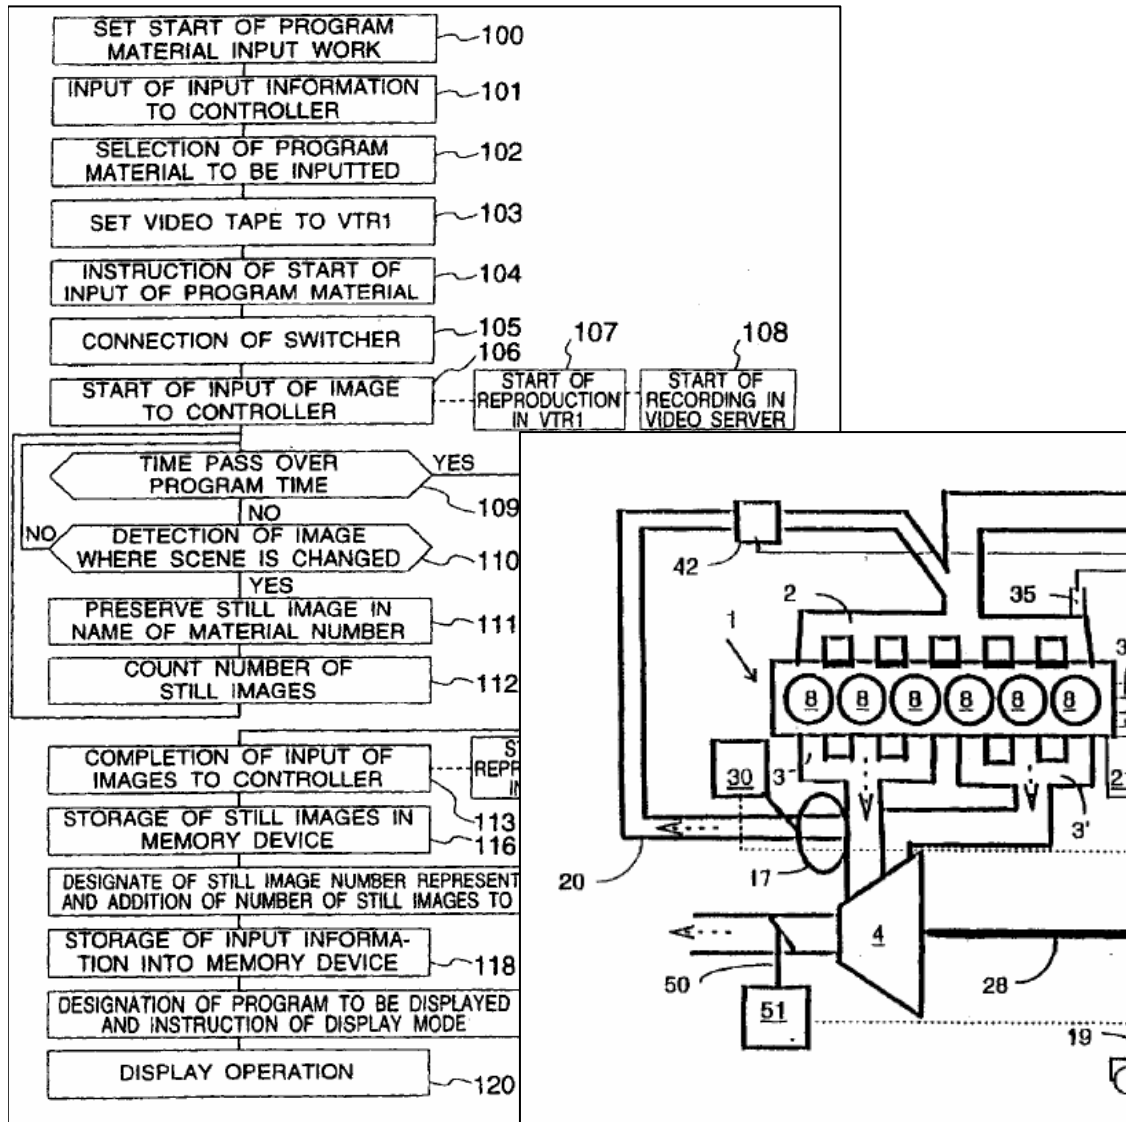 SET START OF PROGRAM
MATERIAL INPUT WORK
100
INPUT OF INPUT INFORMATION
TO CONTROLLER
101
SELECTION OF PROGRAM
MATERIAL TO BE INPUTTED
102
SET VIDEO TAPE TO VTR1
103
INSTRUCTION OF START OF
INPUT OF PROGRAM MATERIAL
104
CONNECTION OF SWITCHER
105
START OF INPUT OF IMAGE
TO CONTROLLER
106
107
START OF
REPRODUCTION
IN VTR1
108
START OF
RECORDING IN
VIDEO SERVER
TIME PASS OVER
PROGRAM TIME
YES
109
NO
DETECTION OF IMAGE
WHERE SCENE IS CHANGED
NO
110
YES
PRESERVE STILL IMAGE IN
NAME OF MATERIAL NUMBER
111
COUNT NUMBER OF
STILL IMAGES
112
COMPLETION OF INPUT OF
IMAGES TO CONTROLLER
113
STORAGE OF STILL IMAGES IN
MEMORY DEVICE
116
DESIGNATE OF STILL IMAGE NUMBER REPRESENT
AND ADDITION OF NUMBER OF STILL IMAGES TO
STORAGE OF INPUT INFORMA-
TION INTO MEMORY DEVICE
118
DESIGNATION OF PROGRAM TO BE DISPLAYED
AND INSTRUCTION OF DISPLAY MODE
DISPLAY OPERATION
120
42
35
2
1
8 8 8 8 8 8
30
3'
3'
20
17
4
50
28
51
19